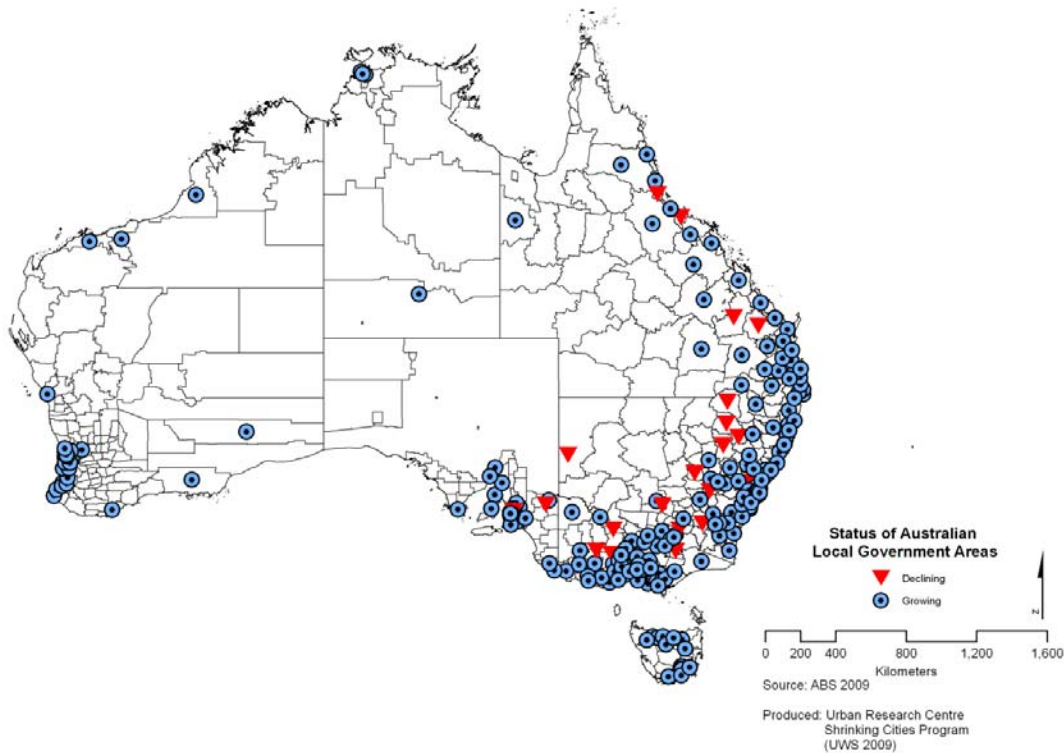 Status of Australian
Local Government Areas
Declining
Growing
z
0 200 400 800 1,200 1,600
Kilometers
Source: ABS 2009
Produced: Urban Research Centre
Shrinking Cities Program
(UWS 2009)